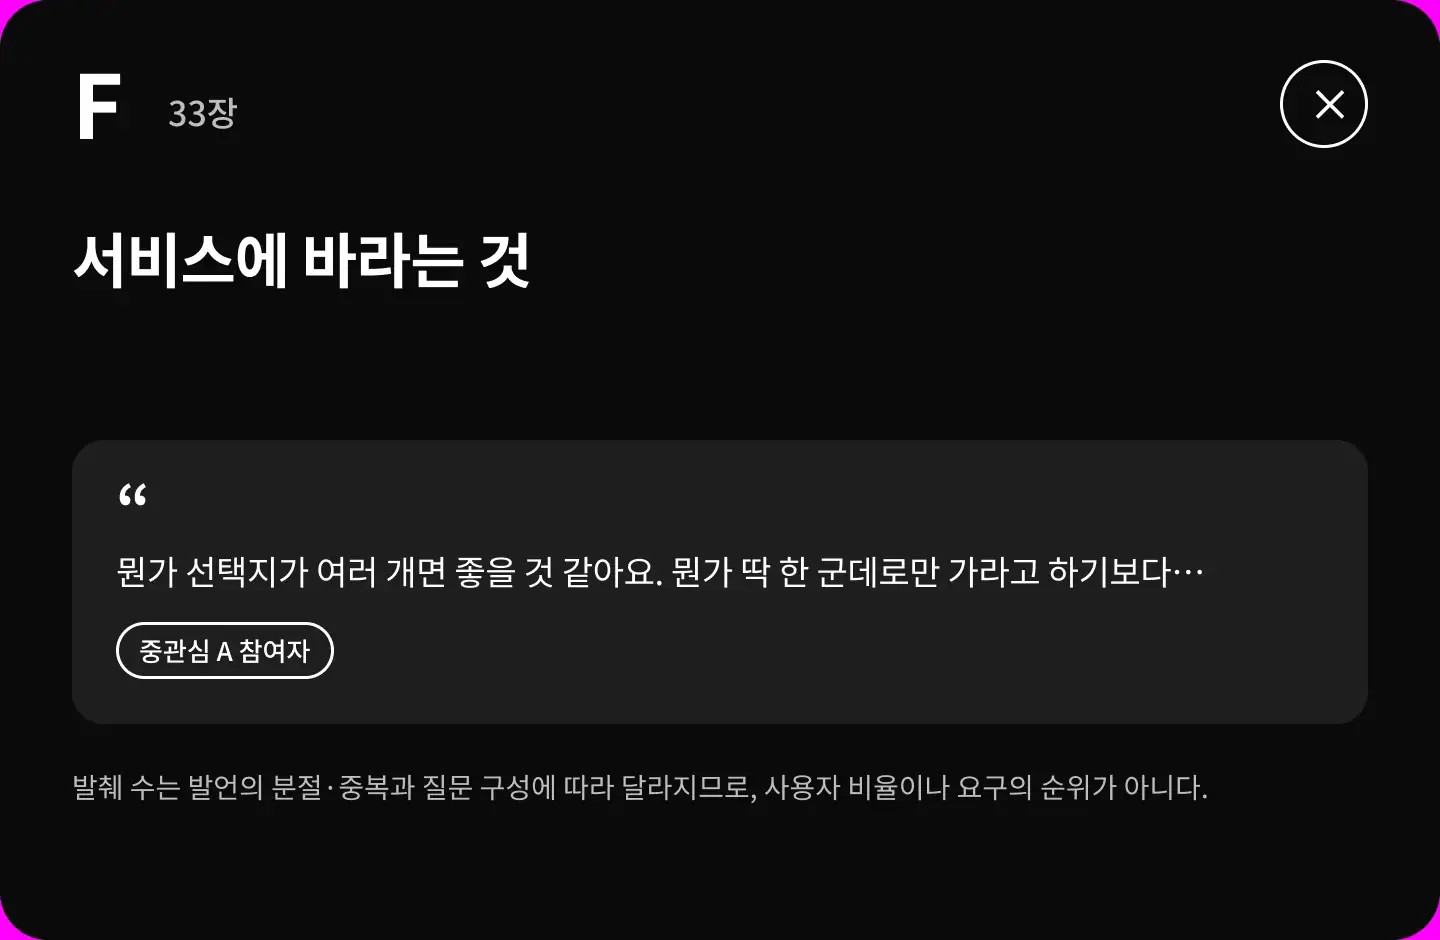 F 33장
서비스에 바라는 것
“
뭔가 선택지가 여러 개면 좋을 것 같아요. 뭔가 딱 한 군데로만 가라고 하기보다…
중관심 A 참여자
발췌 수는 발언의 분절·중복과 질문 구성에 따라 달라지므로, 사용자 비율이나 요구의 순위가 아니다.